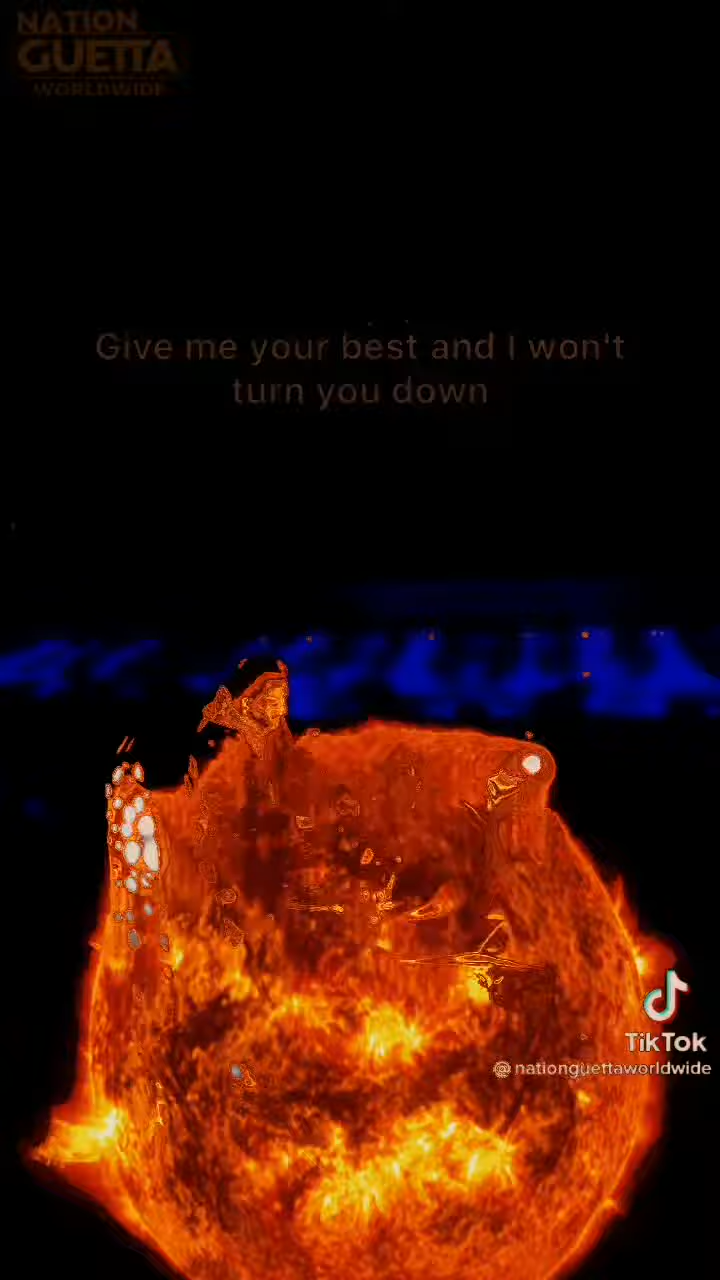 NATION
GUETTA
WORLDWIDE
Give me your best and I won't
turn you down
TikTok
@nationguettaworldwide